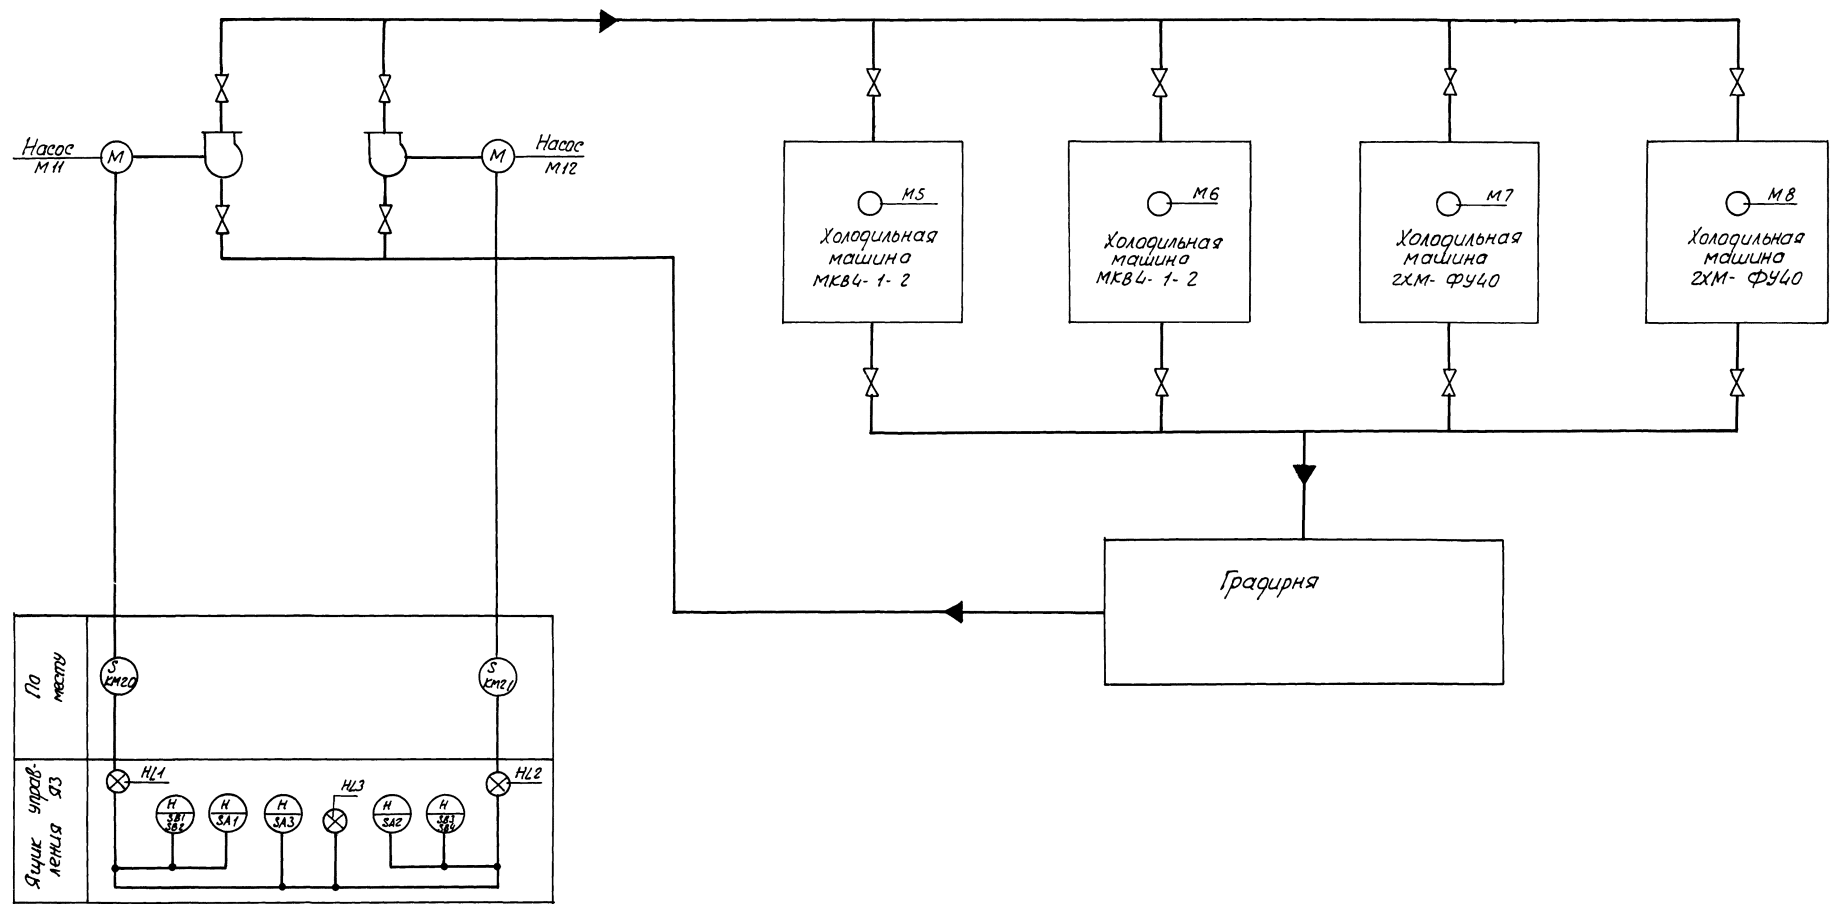 Насос
М11
М
М
Насос
М12
М5
Холодильная
машина
МКВ4-1-2
М6
Холодильная
машина
МКВ4-1-2
М7
Холодильная
машина
2ХМ-ФУ40
М8
Холодильная
машина
2ХМ-ФУ40
Градирня
По
месту
S
КМ20
S
КМ21
Ящик управ-
ления ЯЗ
HL1
H
SB1
SB2
H
SA1
H
SA3
HL3
H
SA2
H
SB3
SB4
HL2